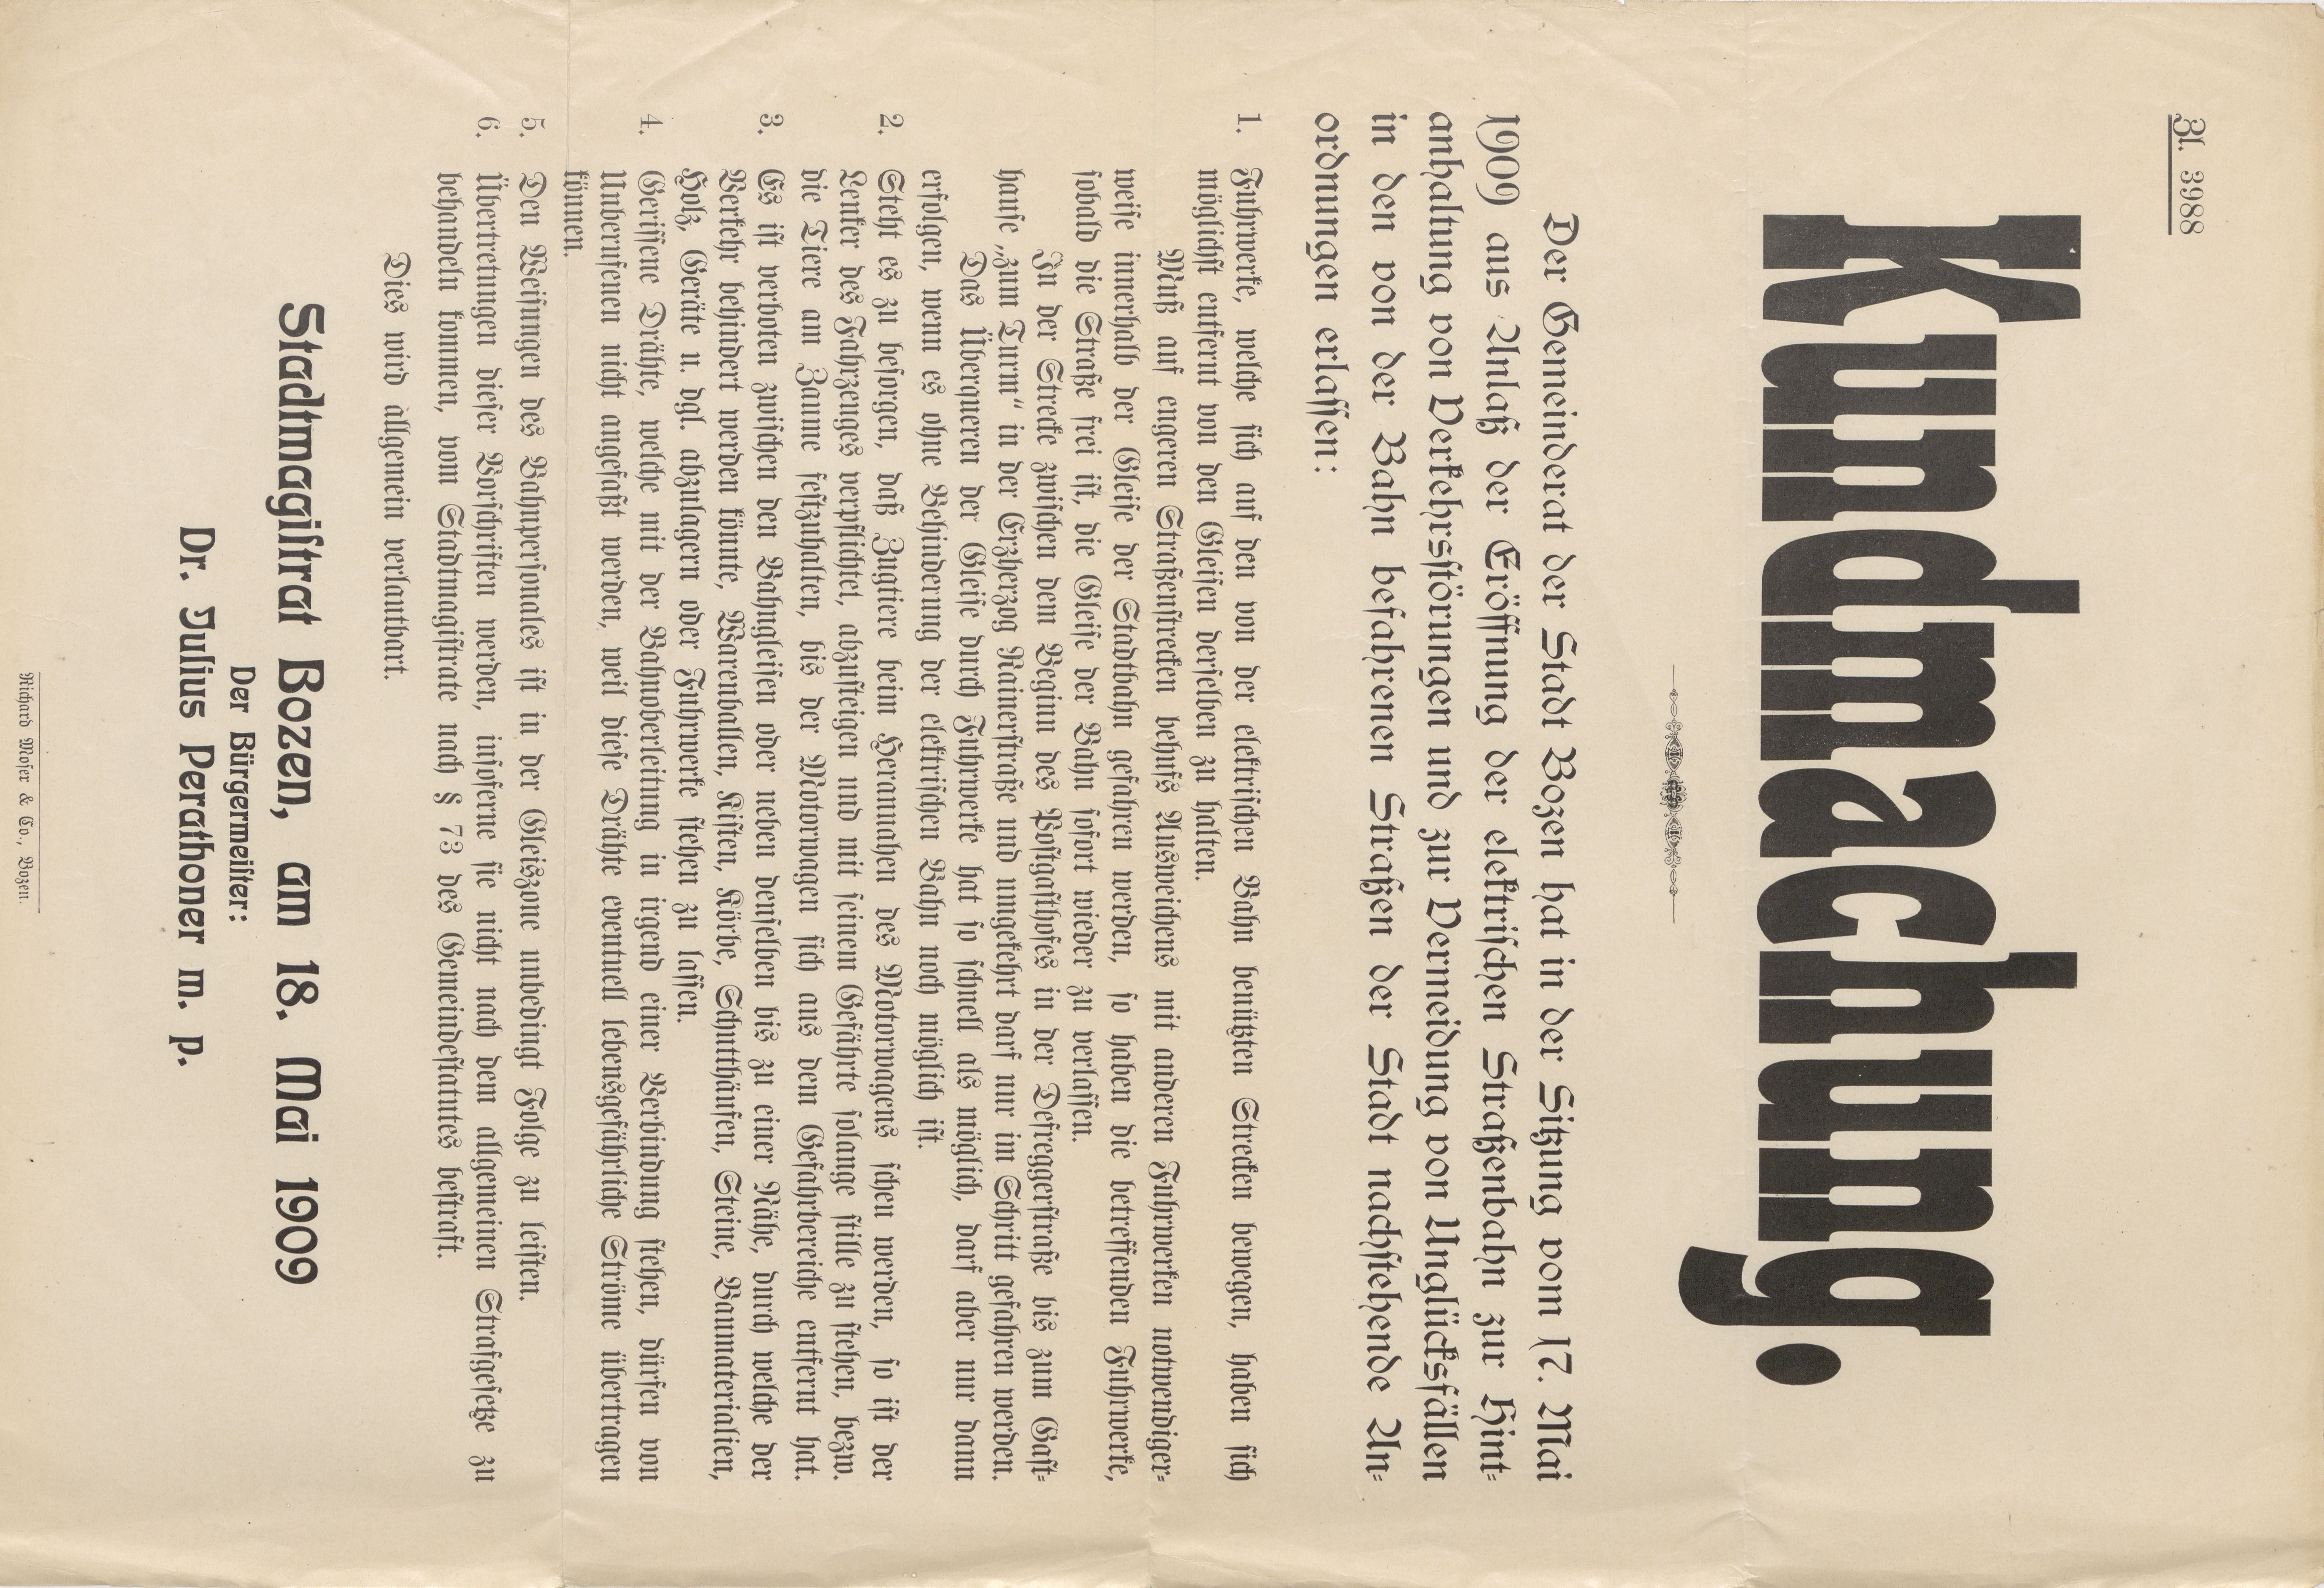 Zl. 3988
Kundmachung.
Der Gemeinderat der Stadt Bozen hat in der Sitzung vom 17. Mai
1909 aus Anlaß der Eröffnung der elektrischen Straßenbahn zur Hint-
anhaltung von Verkehrsstörungen und zur Vermeidung von Unglücksfällen
in den von der Bahn befahrenen Straßen der Stadt nachstehende An-
ordnungen erlassen:
1. Fuhrwerke, welche sich auf den von der elektrischen Bahn benützten Strecken bewegen, haben sich
möglichst entfernt von den Gleisen derselben zu halten.
Muß auf engeren Straßenstrecken behufs Ausweichens mit anderen Fuhrwerken notwendiger-
weise innerhalb der Gleise der Stadtbahn gefahren werden, so haben die betreffenden Fuhrwerke,
sobald die Straße frei ist, die Gleise der Bahn sofort wieder zu verlassen.
In der Strecke zwischen dem Beginn des Postgasthofes in der Defreggerstraße bis zum Gast-
hause „zum Turm“ in der Erzherzog Rainerstraße und umgekehrt darf nur im Schritt gefahren werden.
Das Überqueren der Gleise durch Fuhrwerke hat so schnell als möglich, darf aber nur dann
erfolgen, wenn es ohne Behinderung der elektrischen Bahn noch möglich ist.
2. Steht es zu besorgen, daß Zugtiere beim Herannahen des Motorwagens scheu werden, so ist der
Lenker des Fahrzeuges verpflichtet, abzusteigen und mit seinem Gefährte solange stille zu stehen, bezw.
die Tiere am Zaume festzuhalten, bis der Motorwagen sich aus dem Gefahrbereiche entfernt hat.
3. Es ist verboten zwischen den Bahngleisen oder neben denselben bis zu einer Nähe, durch welche der
Verkehr behindert werden könnte, Warenballen, Kisten, Körbe, Schutthäufen, Steine, Baumaterialien,
Holz, Geräte u. dgl. abzulagern oder Fuhrwerke stehen zu lassen.
4. Gerissene Drähte, welche mit der Bahnoberleitung in irgend einer Verbindung stehen, dürfen von
Unberufenen nicht angefaßt werden, weil diese Drähte eventuell lebensgefährliche Ströme übertragen
können.
5. Den Weisungen des Bahnpersonales ist in der Gleiszone unbedingt Folge zu leisten.
6. Übertretungen dieser Vorschriften werden, insoferne sie nicht nach dem allgemeinen Strafgesetze zu
behandeln kommen, vom Stadtmagistrate nach § 73 des Gemeindestatutes bestraft.
Dies wird allgemein verlautbart.
Stadtmagistrat Bozen, am 18. Mai 1909
Der Bürgermeister:
Dr. Julius Perathoner m. p.
Richard Moser & Co., Bozen.